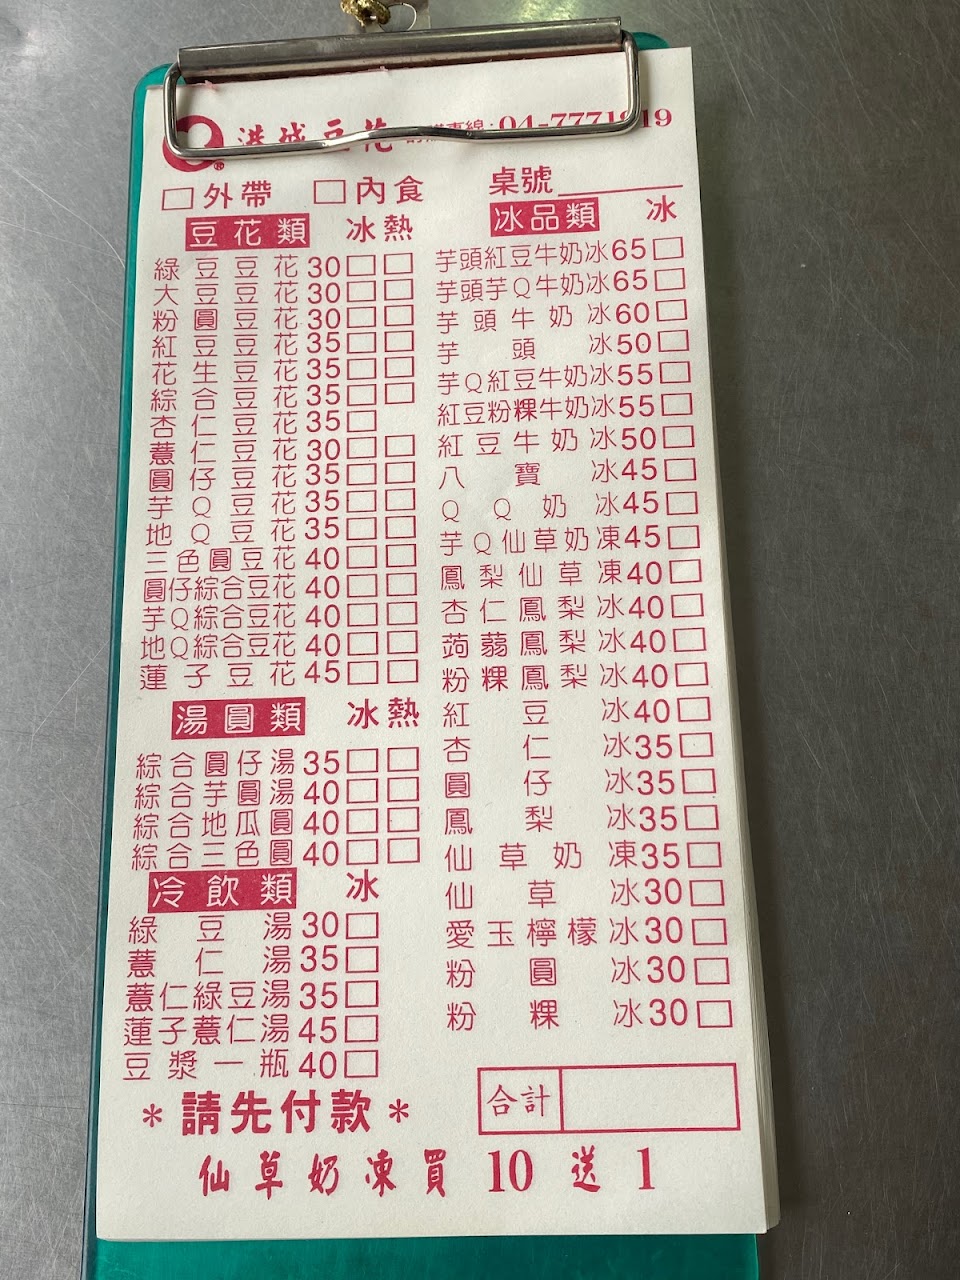 港城豆花 訂購專線：04-7771819
□外帶 □內食 桌號
豆花類 冰 熱
綠豆豆花30□□
大豆豆花30□□
粉圓豆花30□□
紅豆豆花35□□
花生豆花35□□
綜合豆花35□□
杏仁豆花35□
薏仁豆花30□□
圓仔豆花35□□
芋Q豆花35□□
地Q豆花35□□
三色圓豆花40□□
圓仔綜合豆花40□□
芋Q綜合豆花40□□
地Q綜合豆花40□□
蓮子豆花45□□
湯圓類 冰 熱
綜合圓仔湯35□□
綜合芋圓湯40□□
綜合地瓜圓40□□
綜合三色圓40□□
冷飲類 冰
綠豆湯30□
薏仁湯35□
薏仁綠豆湯35□
蓮子薏仁湯45□
豆漿一瓶40□
冰品類 冰
芋頭紅豆牛奶冰65□
芋頭芋Q牛奶冰65□
芋頭牛奶冰60□
芋頭冰50□
芋Q紅豆牛奶冰55□
紅豆粉粿牛奶冰55□
紅豆牛奶冰50□
八寶冰45□
QQ奶冰45□
芋Q仙草奶凍45□
鳳梨仙草凍40□
杏仁鳳梨冰40□
蒟蒻鳳梨冰40□
粉粿鳳梨冰40□
紅豆冰40□
杏仁冰35□
圓仔冰35□
鳳梨冰35□
仙草奶凍35□
仙草冰30□
愛玉檸檬冰30□
粉圓冰30□
粉粿冰30□
合計
*請先付款*
仙草奶凍買10送1